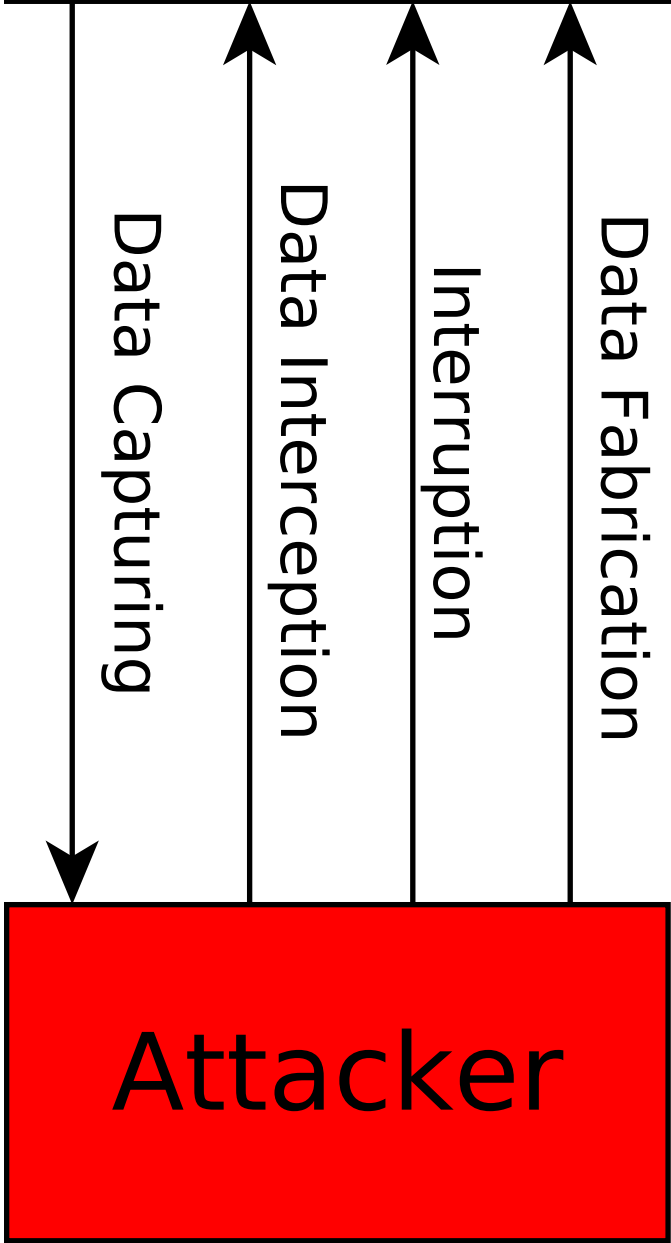 Data Capturing
Data Interception
Interruption
Data Fabrication
Attacker